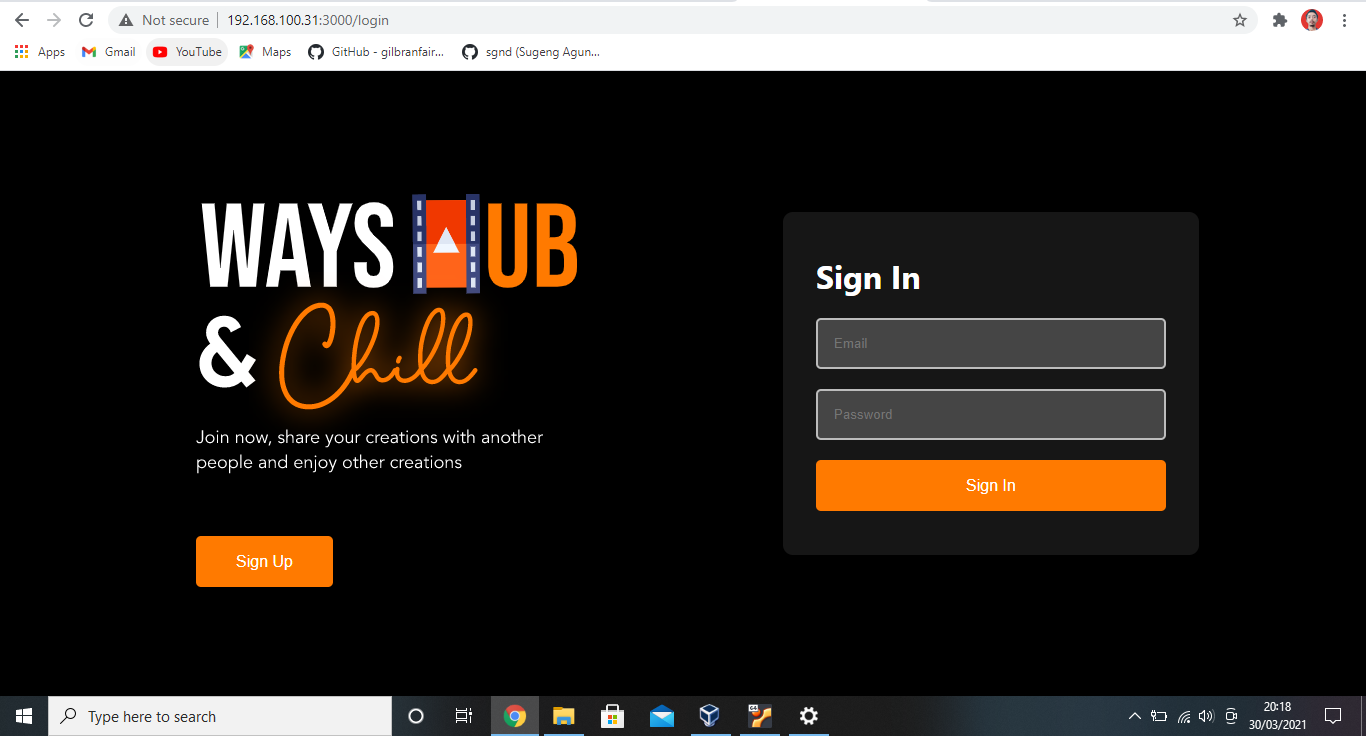 Not secure | 192.168.100.31:3000/login
Apps Gmail YouTube Maps GitHub - gilbranfair... sgnd (Sugeng Agun...
WAYS HUB
& Chill
Join now, share your creations with another
people and enjoy other creations
Sign Up
Sign In
Email
Password
Sign In
Type here to search
64
20:18
30/03/2021